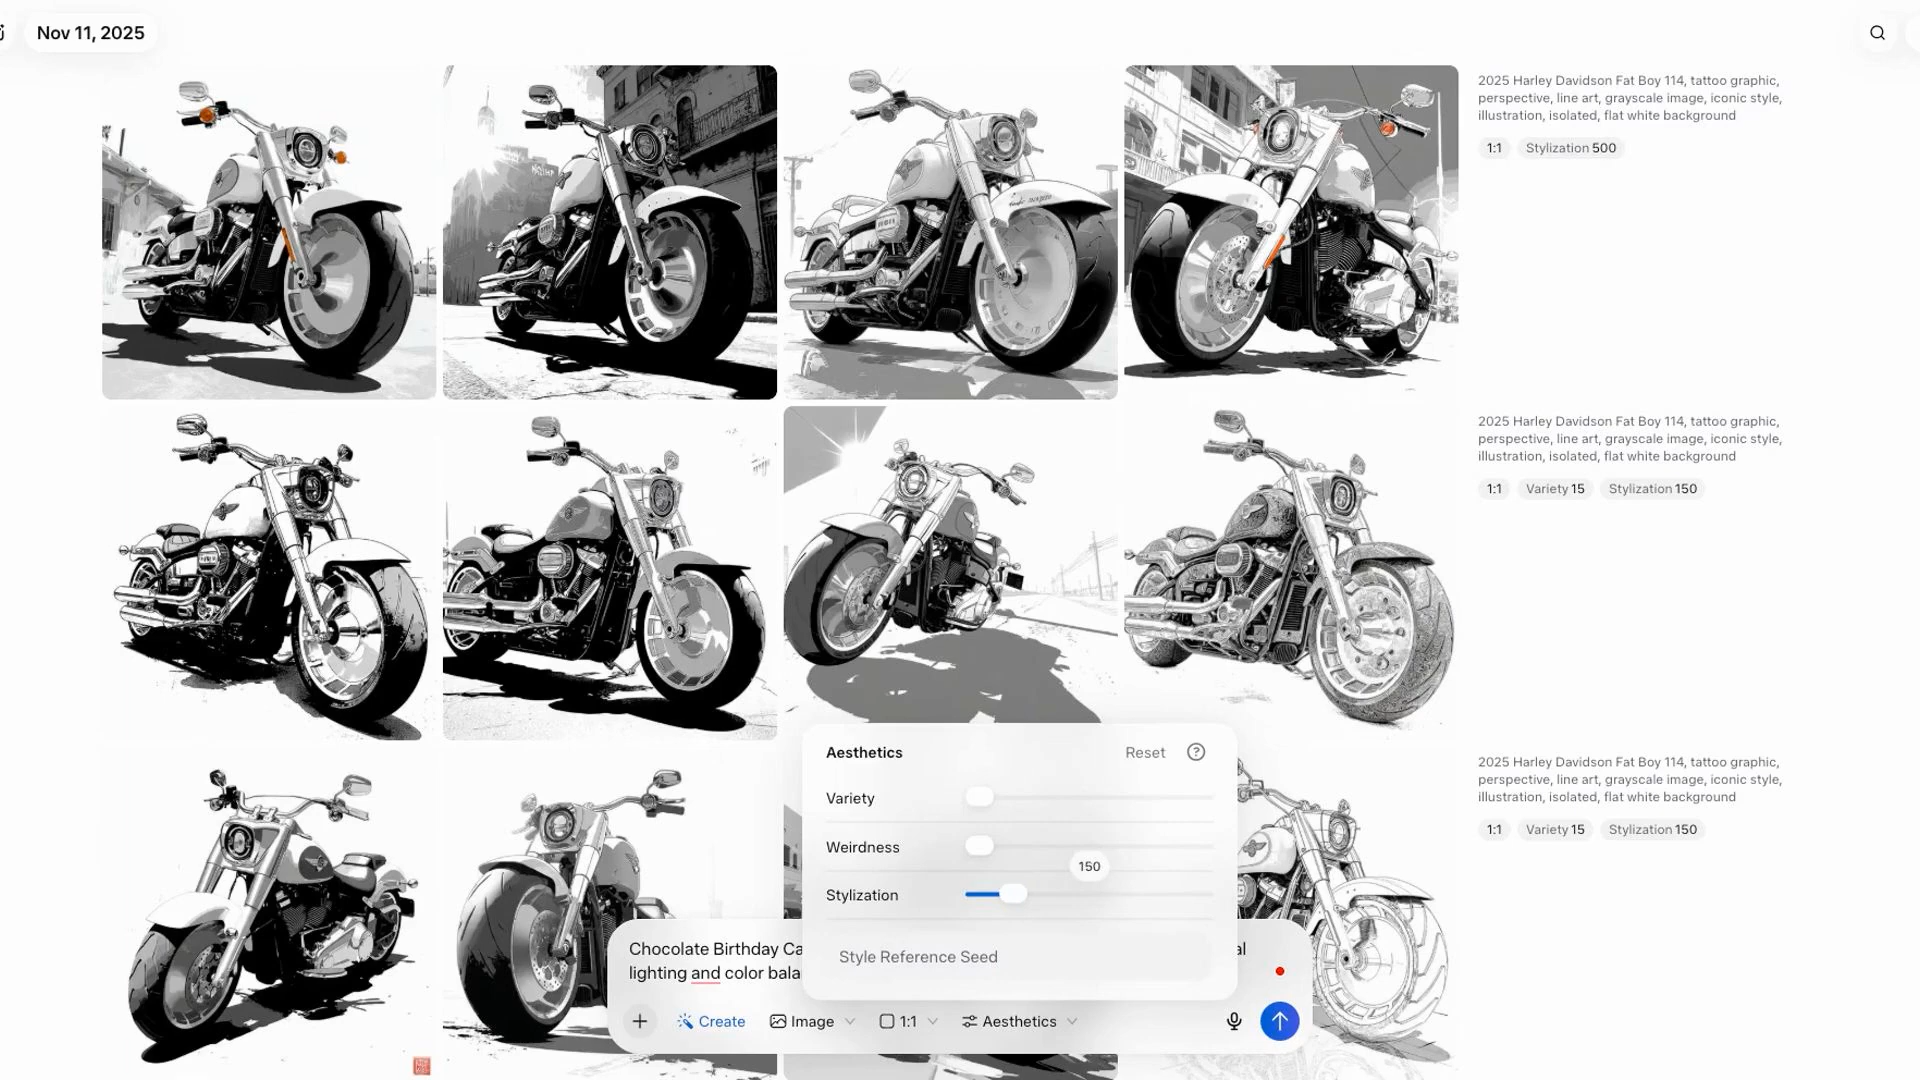 Nov 11, 2025
2025 Harley Davidson Fat Boy 114, tattoo graphic,
perspective, line art, grayscale image, iconic style,
illustration, isolated, flat white background
1:1 Stylization 500
2025 Harley Davidson Fat Boy 114, tattoo graphic,
perspective, line art, grayscale image, iconic style,
illustration, isolated, flat white background
1:1 Variety 15 Stylization 150
2025 Harley Davidson Fat Boy 114, tattoo graphic,
perspective, line art, grayscale image, iconic style,
illustration, isolated, flat white background
1:1 Variety 15 Stylization 150
Aesthetics Reset ?
Variety
Weirdness
150
Stylization
Style Reference Seed
Chocolate Birthday Ca al
lighting and color bala
Create Image 1:1 Aesthetics